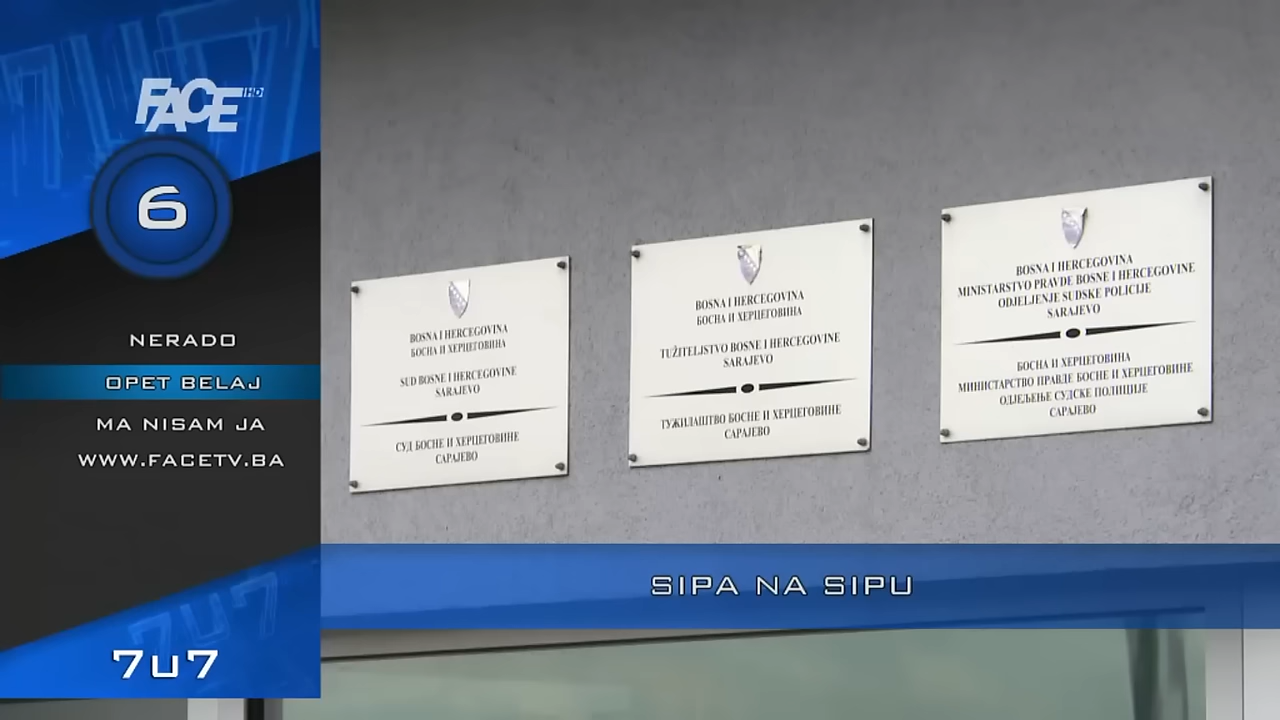 FACE HD
6
NERADO
OPET BELAJ
MA NISAM JA
WWW.FACETV.BA
7u7
BOSNA I HERCEGOVINA
БОСНА И ХЕРЦЕГОВИНА
SUD BOSNE I HERCEGOVINE
SARAJEVO
СУД БОСНЕ И ХЕРЦЕГОВИНЕ
САРАЈЕВО
BOSNA I HERCEGOVINA
БОСНА И ХЕРЦЕГОВИНА
TUŽITELJSTVO BOSNE I HERCEGOVINE
SARAJEVO
ТУЖИЛАШТВО БОСНЕ И ХЕРЦЕГОВИНЕ
САРАЈЕВО
BOSNA I HERCEGOVINA
MINISTARSTVO PRAVDE BOSNE I HERCEGOVINE
ODJELJENJE SUDSKE POLICIJE
SARAJEVO
БОСНА И ХЕРЦЕГОВИНА
МИНИСТАРСТВО ПРАВДЕ БОСНЕ И ХЕРЦЕГОВИНЕ
ОДЈЕЉЕЊЕ СУДСКЕ ПОЛИЦИЈЕ
САРАЈЕВО
SIPA NA SIPU